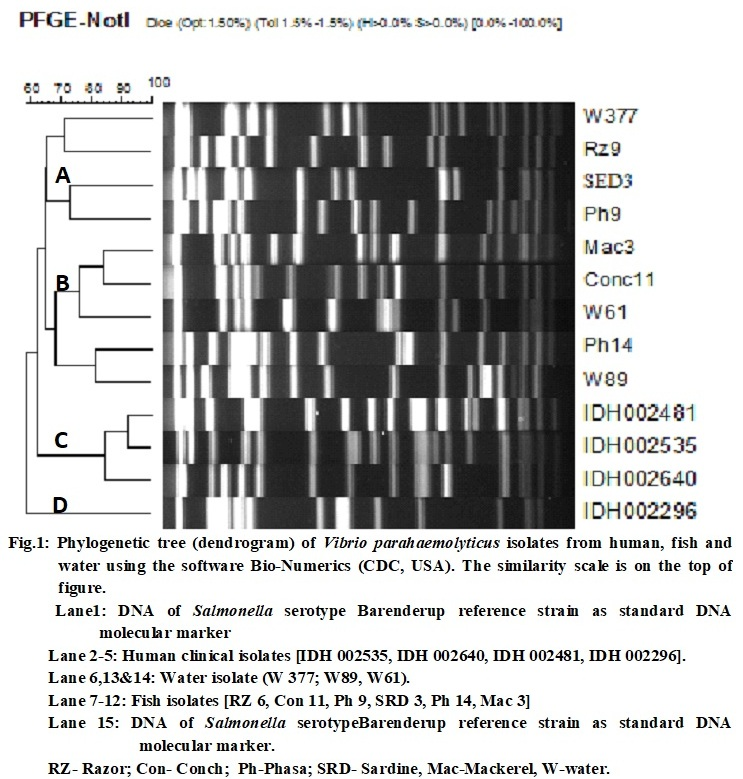 PFGE-NotI Dice (Opt:1.50%) (Tol 1.5%-1.5%) (H>0.0% S>0.0%) [0.0%-100.0%]
60 70 80 90 100
W377
Rz9
A
SED3
Ph9
Mac3
B
Conc11
W61
Ph14
W89
IDH002481
C
IDH002535
IDH002640
D
IDH002296
Fig.1: Phylogenetic tree (dendrogram) of Vibrio parahaemolyticus isolates from human, fish and
water using the software Bio-Numerics (CDC, USA). The similarity scale is on the top of
figure.
Lane1: DNA of Salmonella serotype Barenderup reference strain as standard DNA
molecular marker
Lane 2-5: Human clinical isolates [IDH 002535, IDH 002640, IDH 002481, IDH 002296].
Lane 6,13&14: Water isolate (W 377; W89, W61).
Lane 7-12: Fish isolates [RZ 6, Con 11, Ph 9, SRD 3, Ph 14, Mac 3]
Lane 15: DNA of Salmonella serotypeBarenderup reference strain as standard DNA
molecular marker.
RZ- Razor; Con- Conch; Ph-Phasa; SRD- Sardine, Mac-Mackerel, W-water.